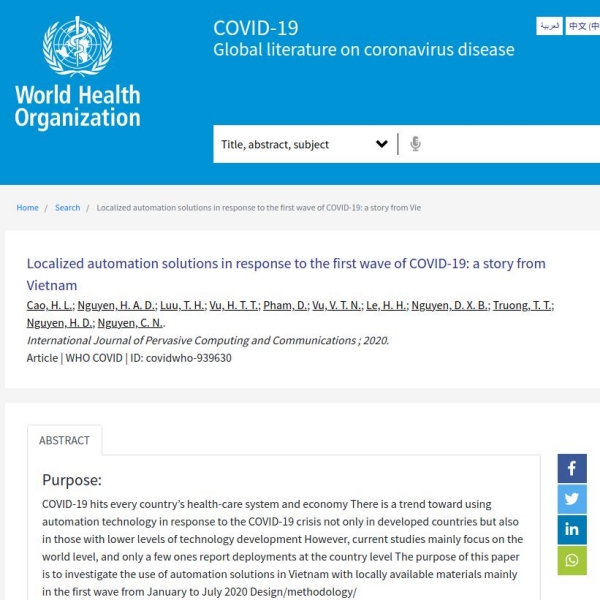 COVID-19
Global literature on coronavirus disease
العربية
中文 (中
World Health
Organization
Title, abstract, subject
Home / Search / Localized automation solutions in response to the first wave of COVID-19: a story from Vie
Localized automation solutions in response to the first wave of COVID-19: a story from
Vietnam
Cao, H. L.; Nguyen, H. A. D.; Luu, T. H.; Vu, H. T. T.; Pham, D.; Vu, V. T. N.; Le, H. H.; Nguyen, D. X. B.; Truong, T. T.;
Nguyen, H. D.; Nguyen, C. N..
International Journal of Pervasive Computing and Communications ; 2020.
Article | WHO COVID | ID: covidwho-939630
ABSTRACT
Purpose:
COVID-19 hits every country’s health-care system and economy There is a trend toward using
automation technology in response to the COVID-19 crisis not only in developed countries but also
in those with lower levels of technology development However, current studies mainly focus on the
world level, and only a few ones report deployments at the country level The purpose of this paper
is to investigate the use of automation solutions in Vietnam with locally available materials mainly
in the first wave from January to July 2020 Design/methodology/